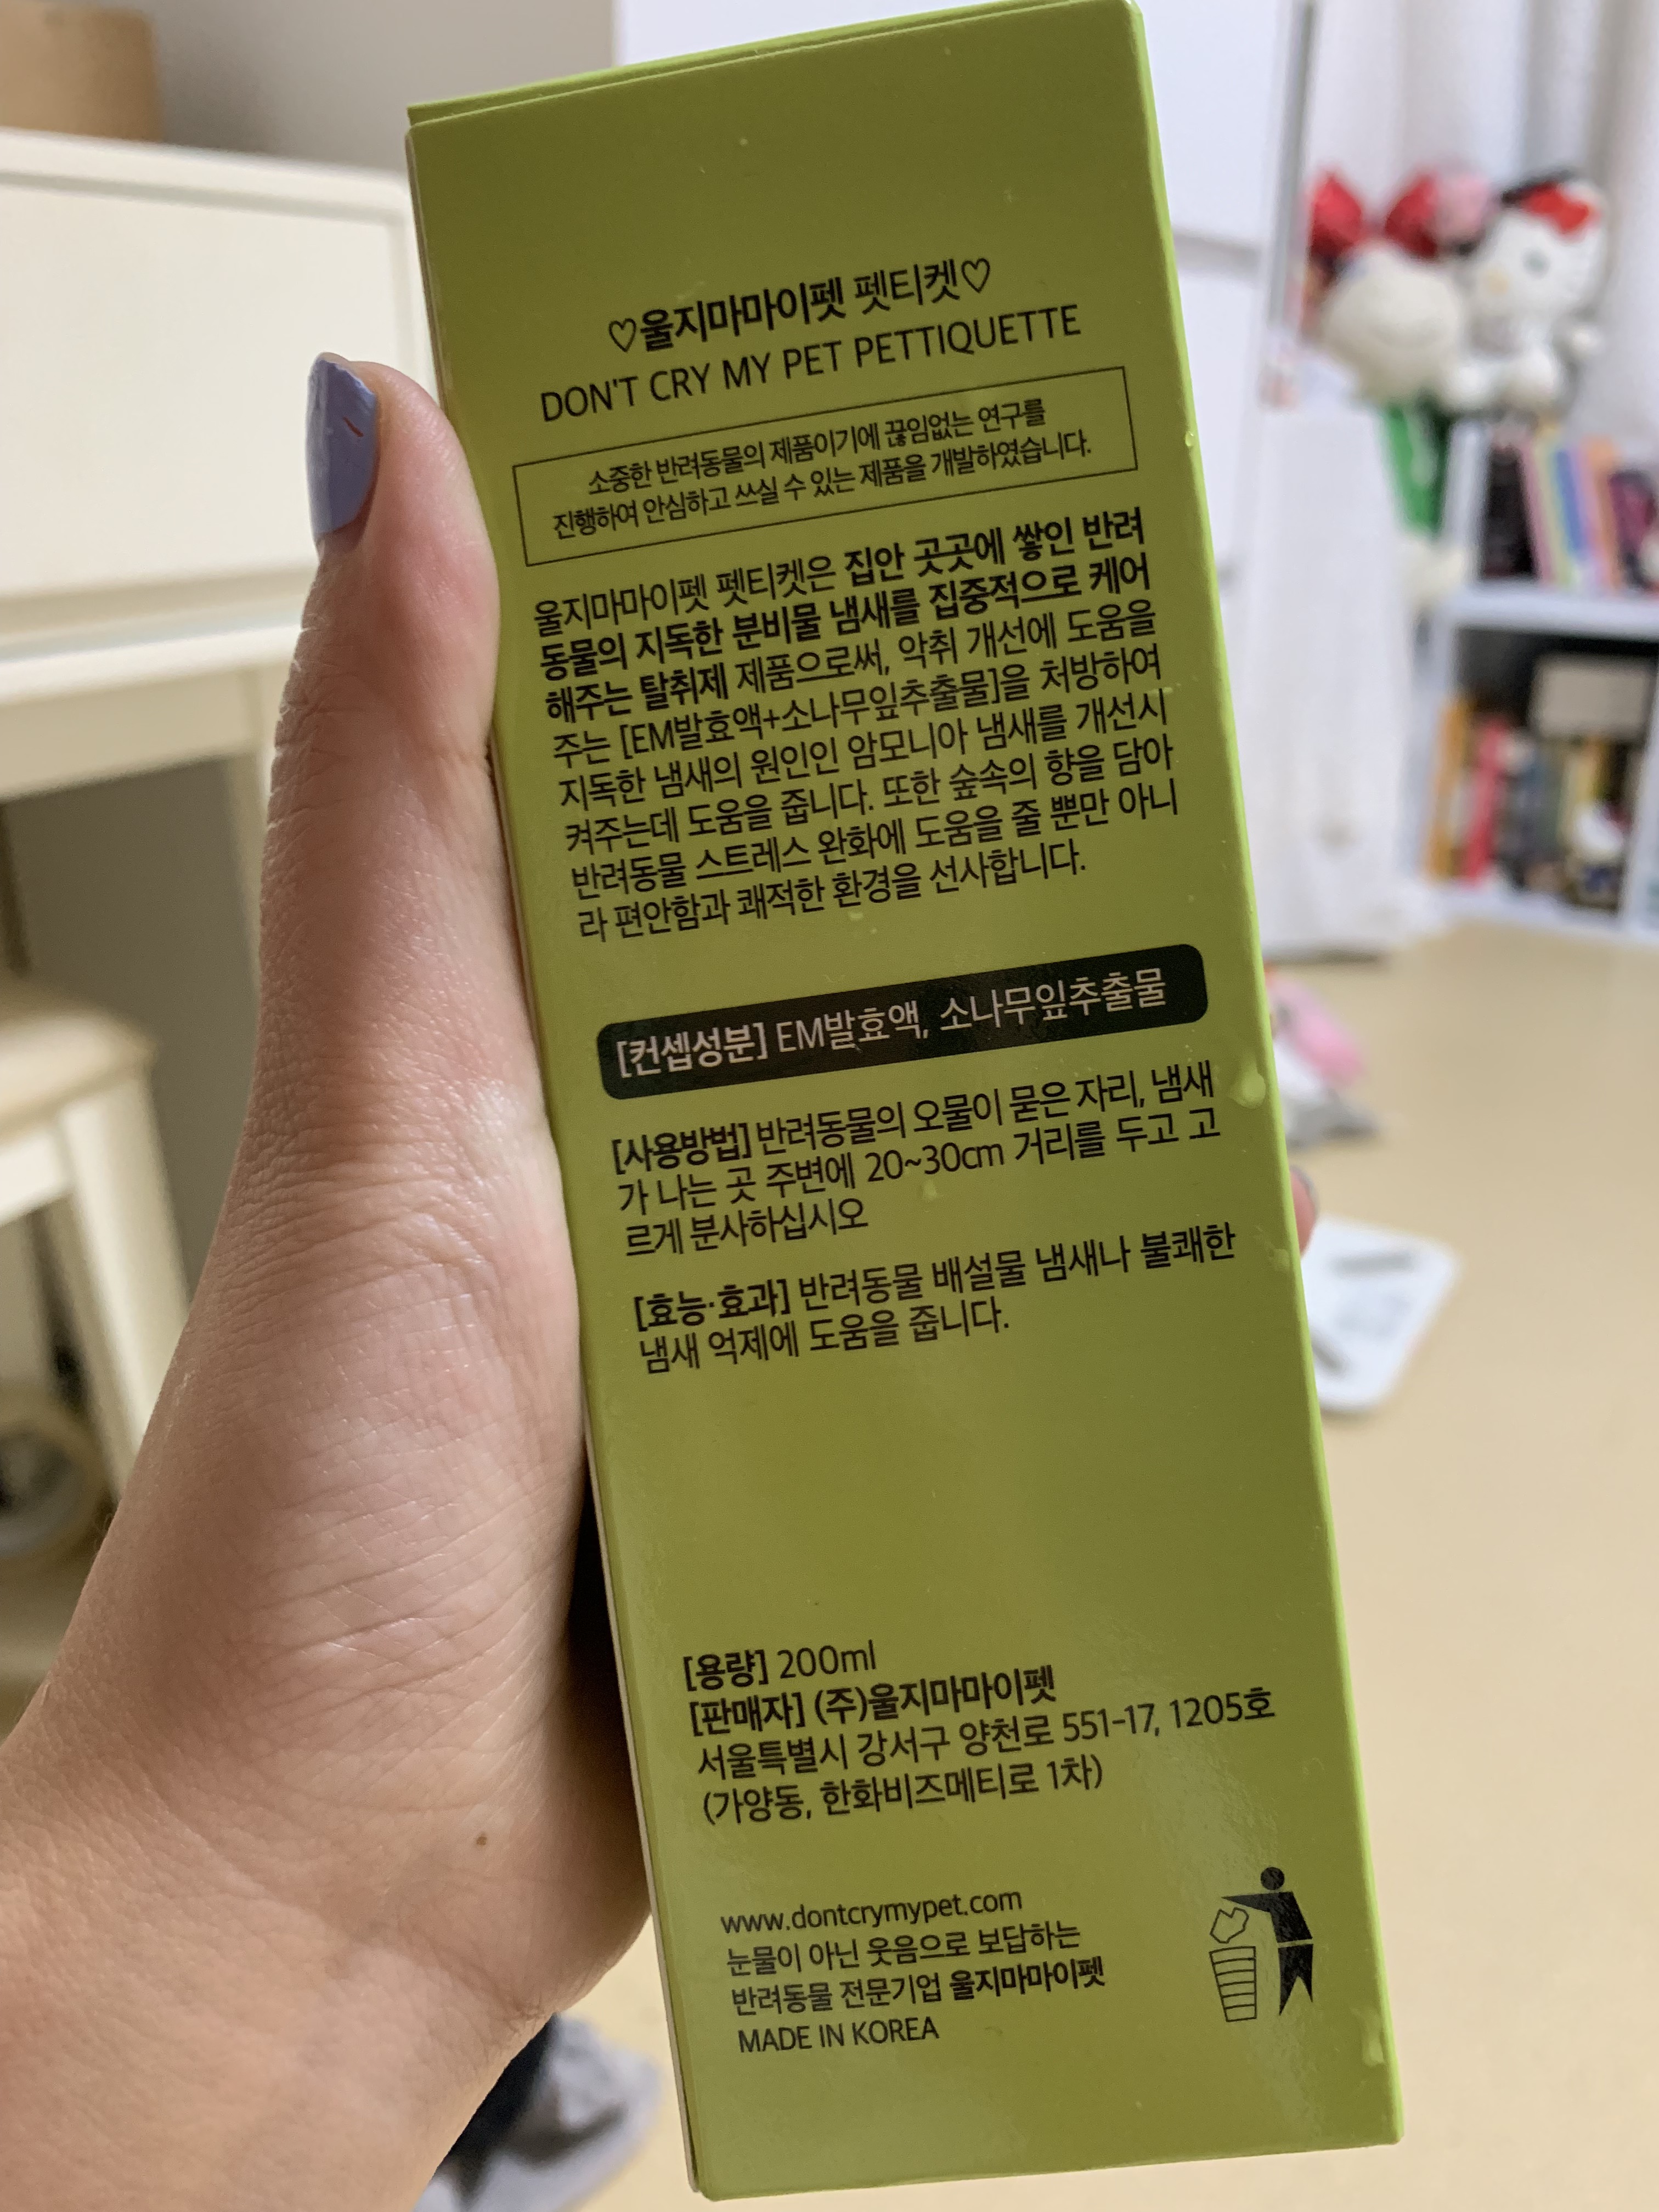 ♡울지마마이펫 펫티켓♡
DON'T CRY MY PET PETTIQUETTE
소중한 반려동물의 제품이기에 끊임없는 연구를
진행하여 안심하고 쓰실 수 있는 제품을 개발하였습니다.
울지마마이펫 펫티켓은 집안 곳곳에 쌓인 반려
동물의 지독한 분비물 냄새를 집중적으로 케어
해주는 탈취제 제품으로써, 악취 개선에 도움을
주는 [EM발효액+소나무잎추출물]을 처방하여
지독한 냄새의 원인인 암모니아 냄새를 개선시
켜주는데 도움을 줍니다. 또한 숲속의 향을 담아
반려동물 스트레스 완화에 도움을 줄 뿐만 아니
라 편안함과 쾌적한 환경을 선사합니다.
[컨셉성분] EM발효액, 소나무잎추출물
[사용방법] 반려동물의 오물이 묻은 자리, 냄새
가 나는 곳 주변에 20~30cm 거리를 두고 고
르게 분사하십시오
[효능·효과] 반려동물 배설물 냄새나 불쾌한
냄새 억제에 도움을 줍니다.
[용량] 200ml
[판매자] (주)울지마마이펫
서울특별시 강서구 양천로 551-17, 1205호
(가양동, 한화비즈메티로 1차)
www.dontcrymypet.com
눈물이 아닌 웃음으로 보답하는
반려동물 전문기업 울지마마이펫
MADE IN KOREA